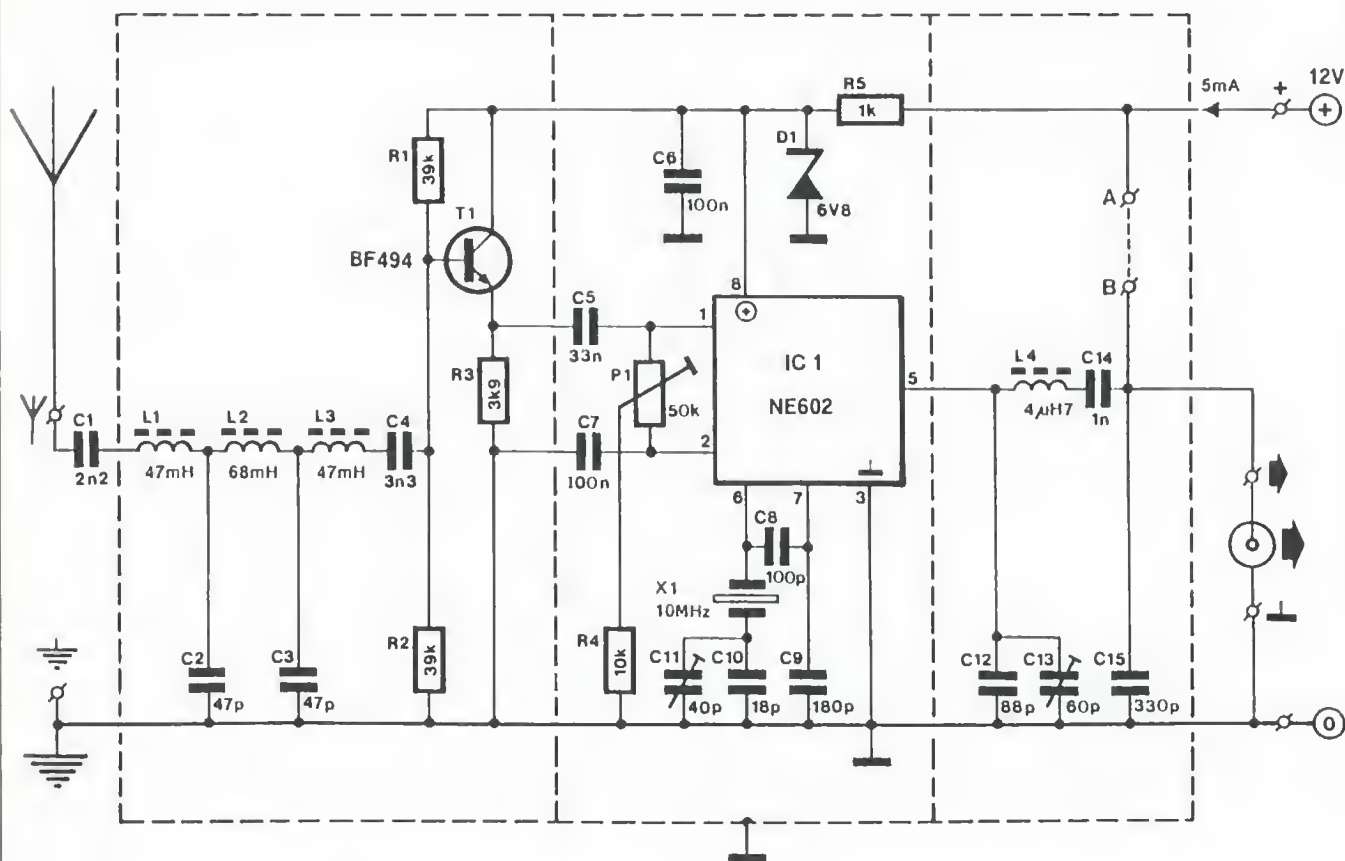 R5
1k
5mA
+
12V
+
R1
39k
C6
100n
D1
6V8
A
T1
BF494
B
8
+
C5
33n
1
IC 1
NE602
R3
3k9
P1
50k
5
L4
4µH7
C14
1n
C1
2n2
L1
47mH
L2
68mH
L3
47mH
C4
3n3
C7
100n
2
6
7
3
C8
100p
X1
10MHz
R2
39k
R4
10k
C2
47p
C3
47p
C11
40p
C10
18p
C9
180p
C12
88p
C13
60p
C15
330p
0